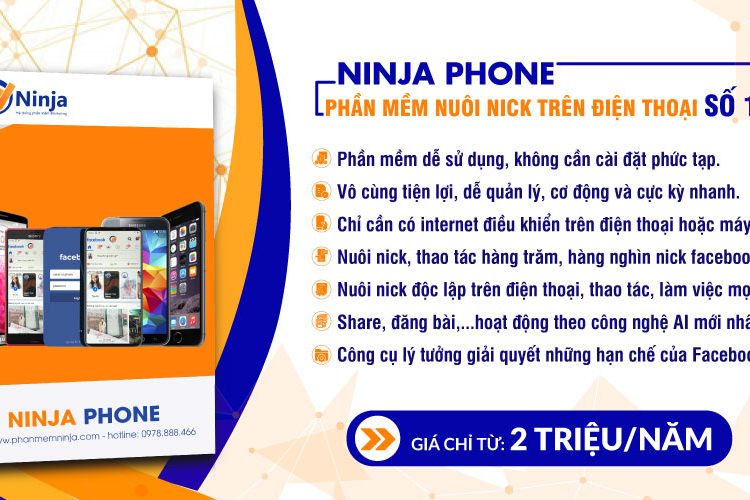 Ninja
NINJA PHONE
PHẦN MỀM NUÔI NICK TRÊN ĐIỆN THOẠI SỐ 1
Phần mềm dễ sử dụng, không cần cài đặt phức tạp.
Vô cùng tiện lợi, dễ quản lý, cơ động và cực kỳ nhanh.
Chỉ cần có internet điều khiển trên điện thoại hoặc máy
Nuôi nick, thao tác hàng trăm, hàng nghìn nick faceboo
Nuôi nick độc lập trên điện thoại, thao tác, làm việc mọ
Share, đăng bài,...hoạt động theo công nghệ AI mới nhấ
Công cụ lý tưởng giải quyết những hạn chế của Faceboo
facebook
NINJA PHONE
www.phanmemninja.com - hotline: 0978.888.466
GIÁ CHỈ TỪ: 2 TRIỆU/NĂM